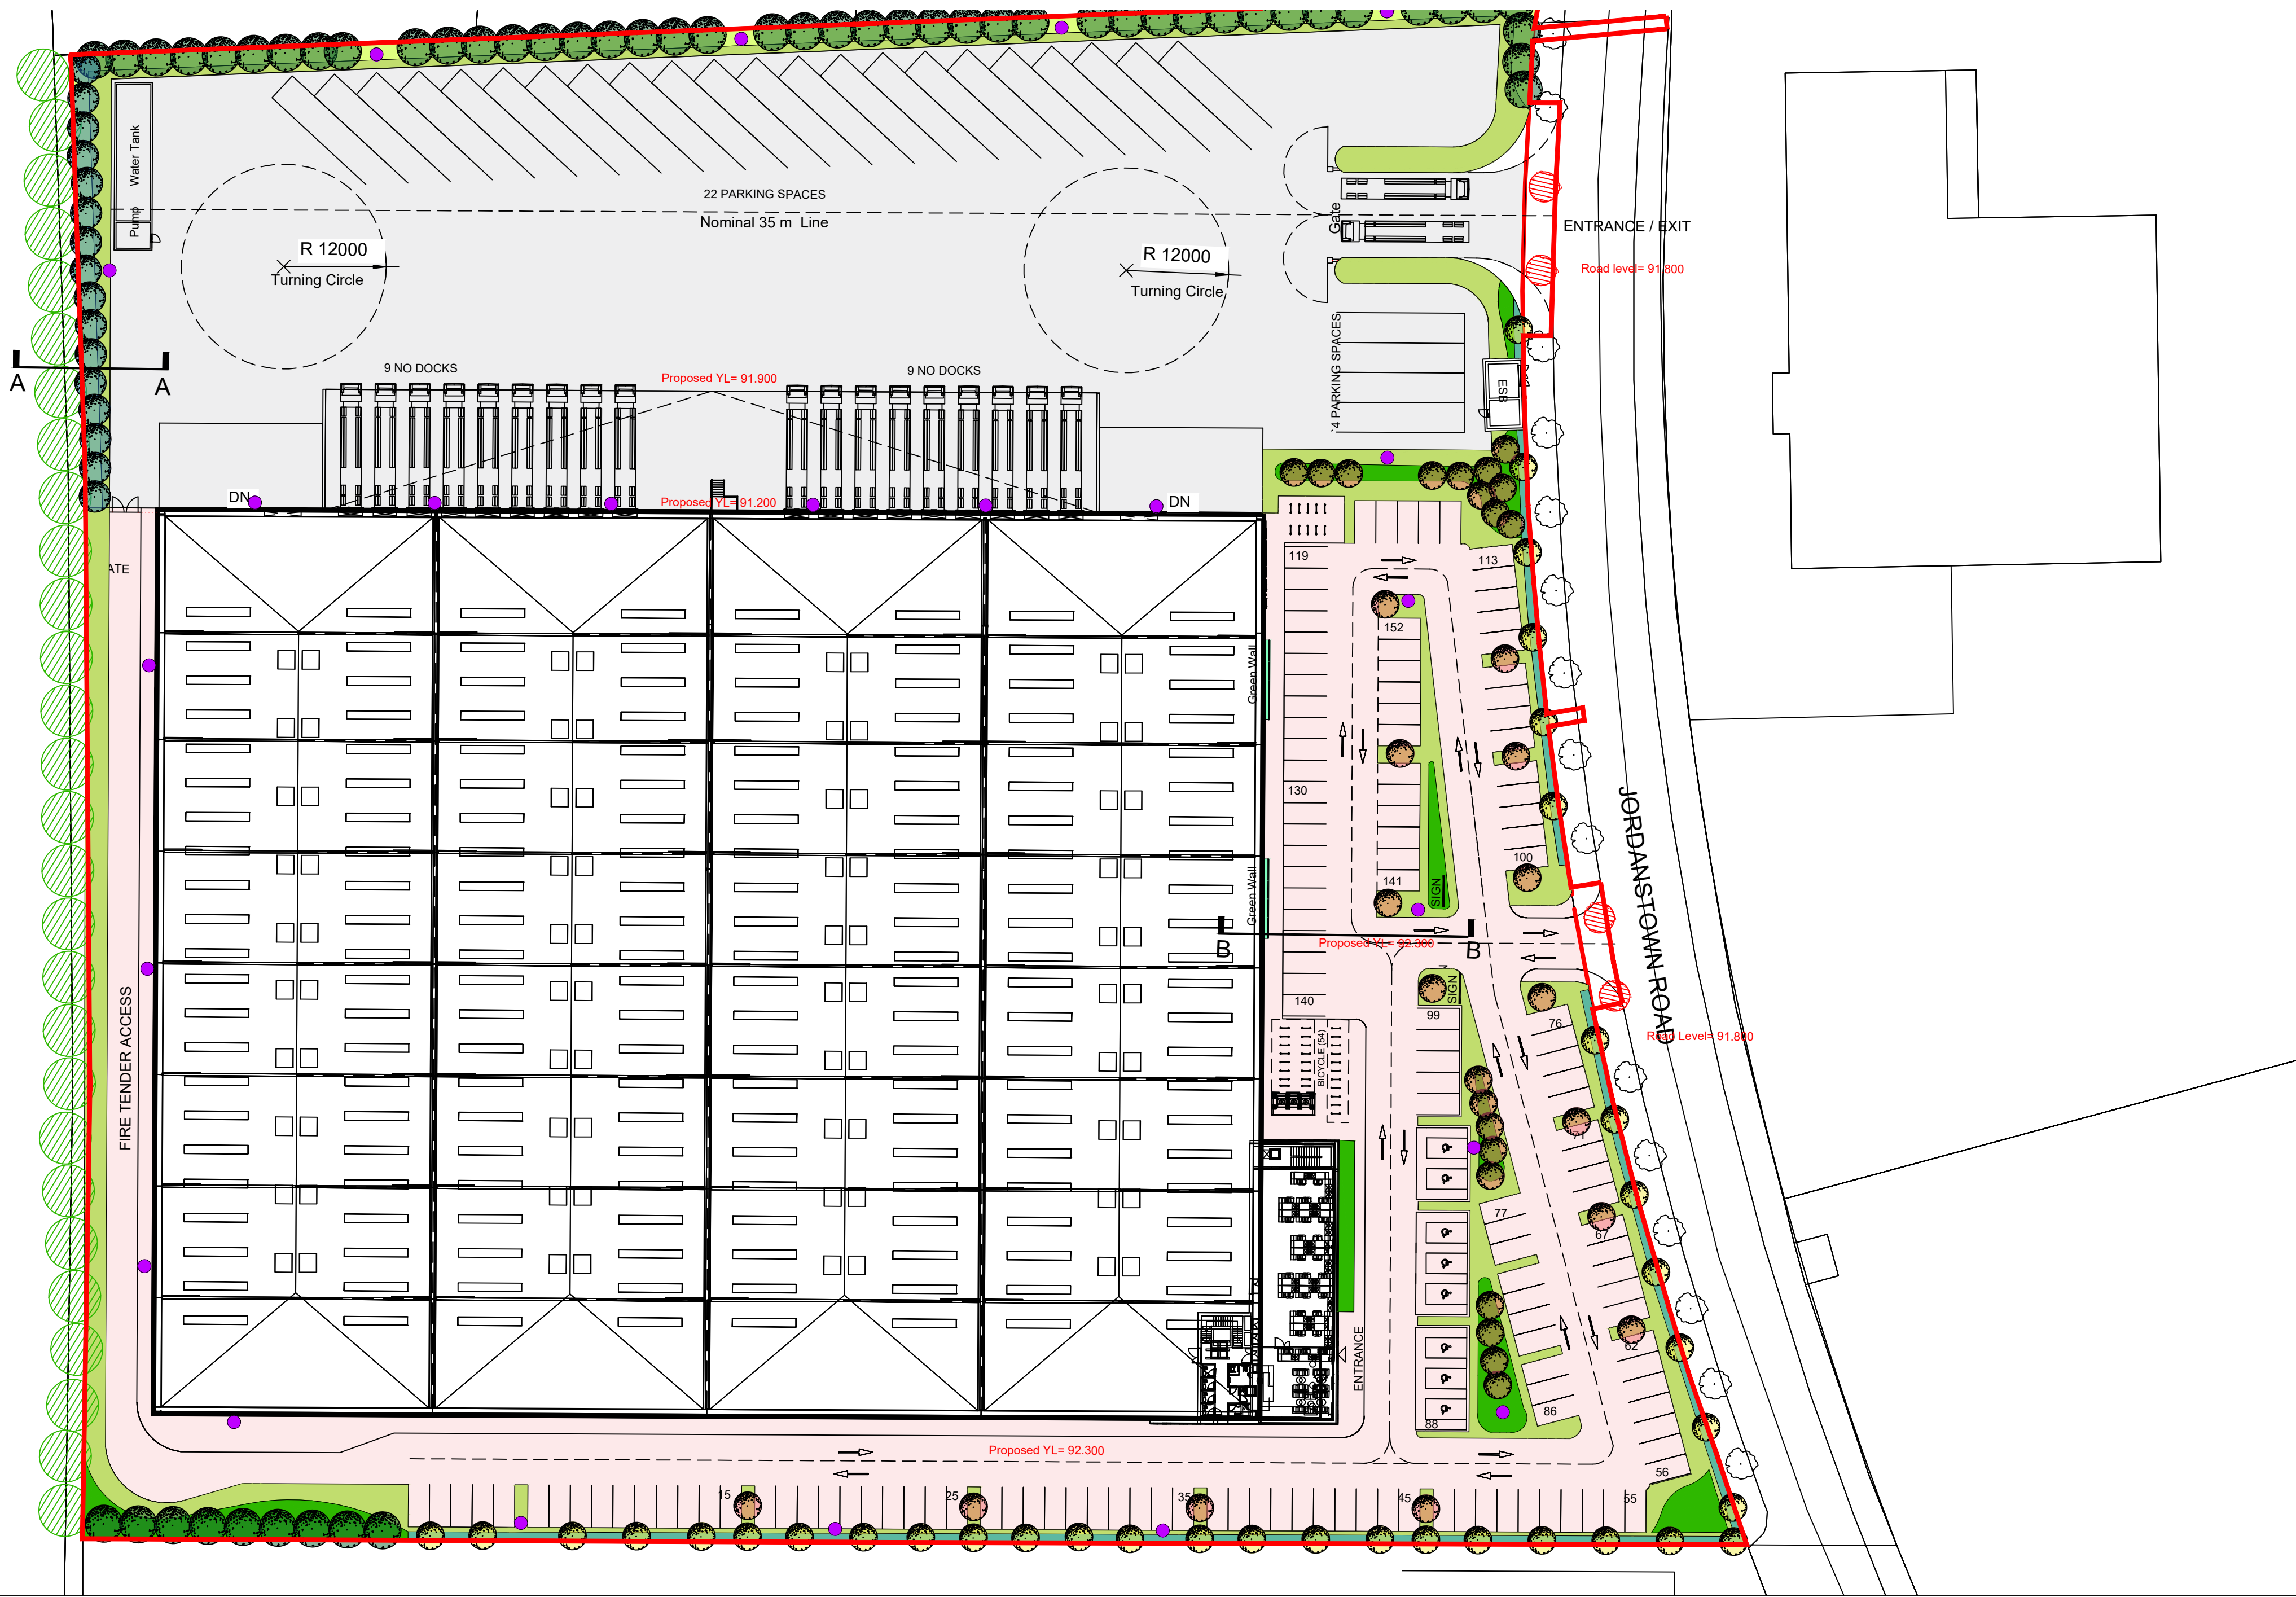 Water Tank
Pump
22 PARKING SPACES
Nominal 35 m Line
R 12000
Turning Circle
R 12000
Turning Circle
Gate
ENTRANCE / EXIT
Road level= 91.800
A
A
9 NO DOCKS
Proposed YL= 91.900
9 NO DOCKS
4 PARKING SPACES
ESB
DN
Proposed YL= 91.200
DN
ATE
119
113
152
Green Wall
130
JORDANSTOWN ROAD
100
141
SIGN
Green Wall
B
Proposed YL= 92.300
B
FIRE TENDER ACCESS
SIGN
140
99
76
Road Level= 91.800
BICYCLE (54)
71
77
67
62
ENTRANCE
88
86
Proposed YL= 92.300
56
15
25
35
45
55